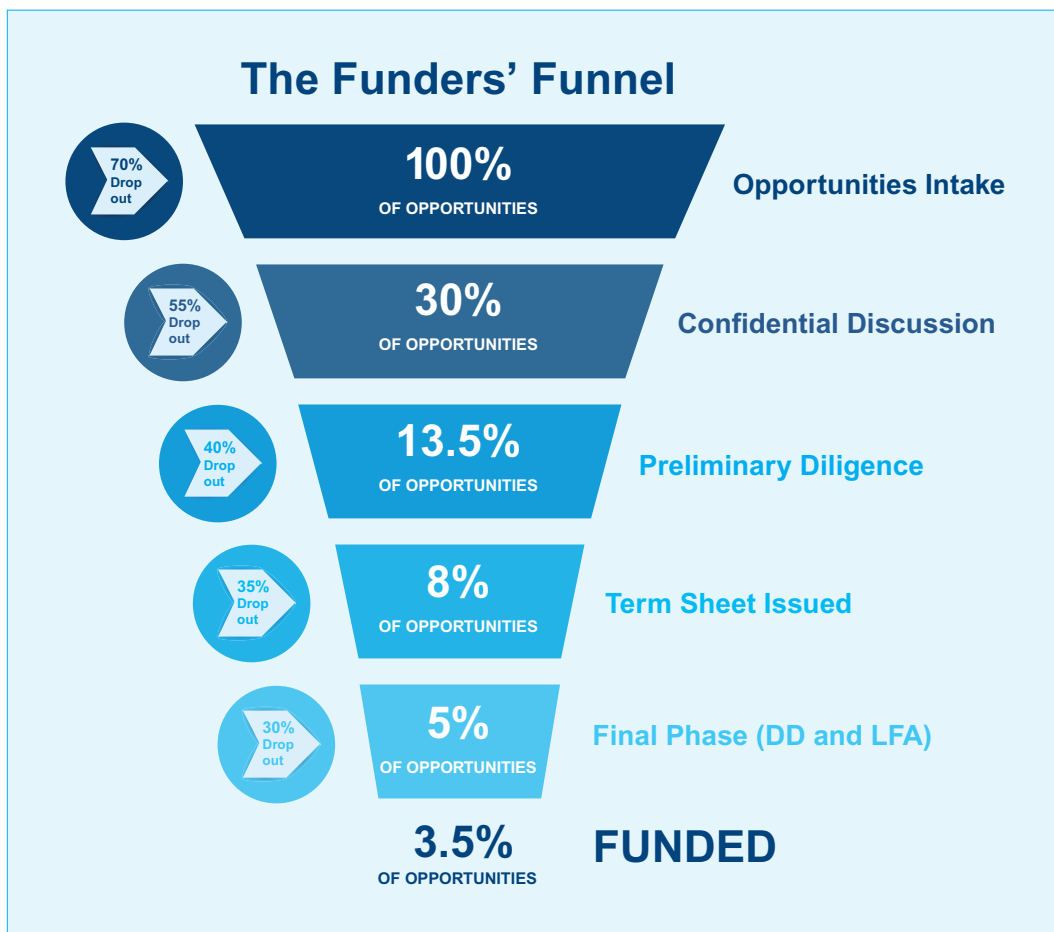 The Funders’ Funnel
70%
Drop
out
100%
OF OPPORTUNITIES
Opportunities Intake
55%
Drop
out
30%
OF OPPORTUNITIES
Confidential Discussion
40%
Drop
out
13.5%
OF OPPORTUNITIES
Preliminary Diligence
35%
Drop
out
8%
OF OPPORTUNITIES
Term Sheet Issued
30%
Drop
out
5%
OF OPPORTUNITIES
Final Phase (DD and LFA)
3.5%
OF OPPORTUNITIES
FUNDED